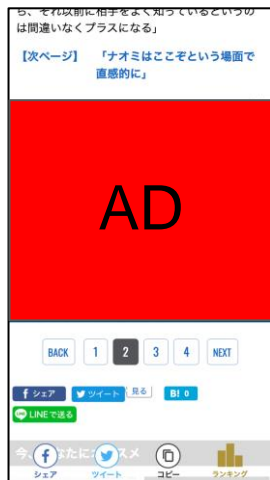 ち、それ以前に相手をよく知っているというの
は間違いなくプラスになる」
【次ページ】 「ナオミはここぞという場面で
直感的に」
AD
BACK 1 2 3 4 NEXT
シェア ツイート 見る B! 0
LINEで送る
今、あなたにオススメ
シェア ツイート コピー ランキング